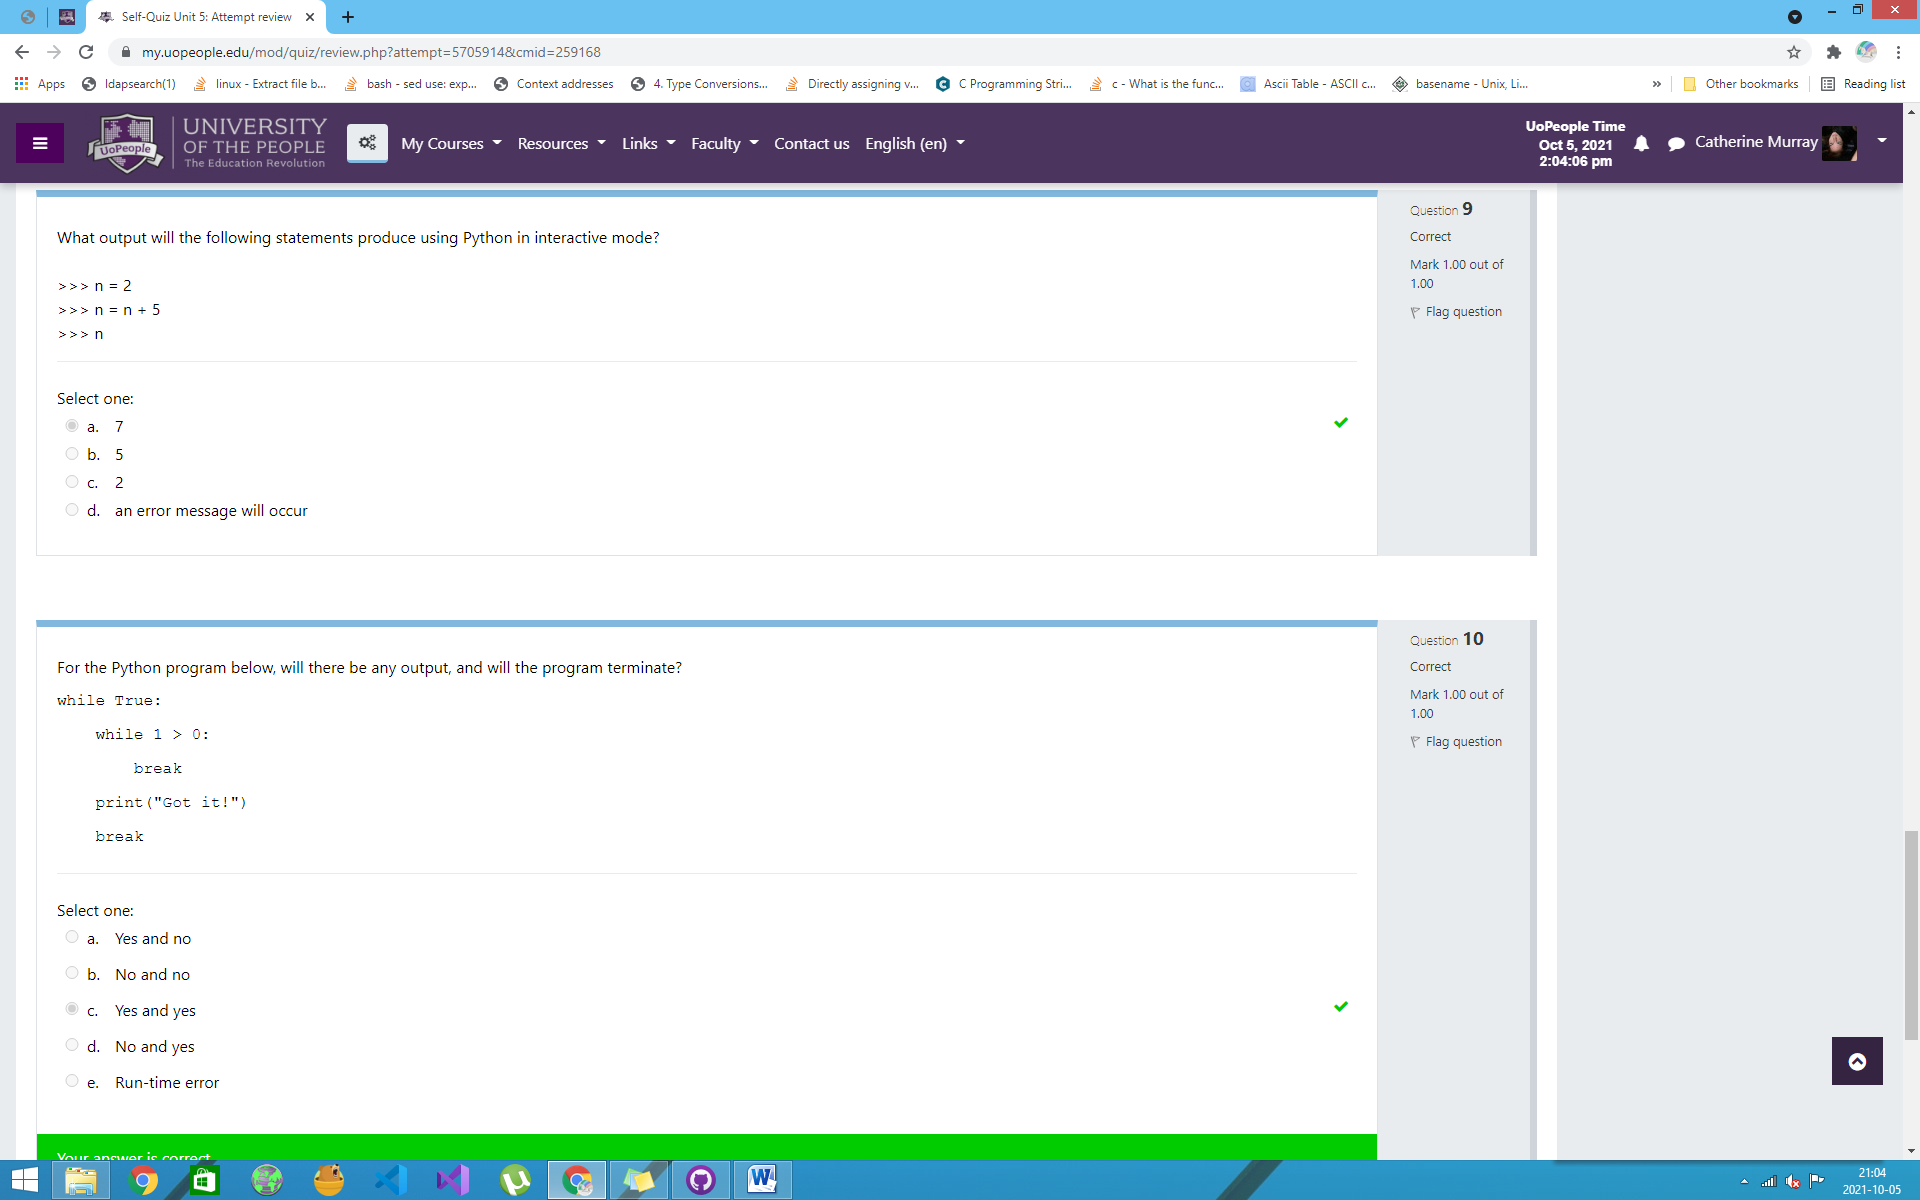 Self-Quiz Unit 5: Attempt review
my.uopeople.edu/mod/quiz/review.php?attempt=5705914&cmid=259168
Apps
ldapsearch(1)
linux - Extract file b...
bash - sed use: exp...
Context addresses
4. Type Conversions...
Directly assigning v...
C Programming Stri...
c - What is the func...
Ascii Table - ASCII c...
basename - Unix, Li...
»
Other bookmarks
Reading list
UoPeople
UNIVERSITY
OF THE PEOPLE
The Education Revolution
My Courses
Resources
Links
Faculty
Contact us
English (en)
UoPeople Time
Oct 5, 2021
2:04:06 pm
Catherine Murray
Question 9
Correct
Mark 1.00 out of
1.00
Flag question
What output will the following statements produce using Python in interactive mode?
>>> n = 2
>>> n = n + 5
>>> n
Select one:
a. 7
b. 5
c. 2
d. an error message will occur
Question 10
Correct
Mark 1.00 out of
1.00
Flag question
For the Python program below, will there be any output, and will the program terminate?
while True:
while 1 > 0:
break
print("Got it!")
break
Select one:
a. Yes and no
b. No and no
c. Yes and yes
d. No and yes
e. Run-time error
Your answer is correct
21:04
2021-10-05